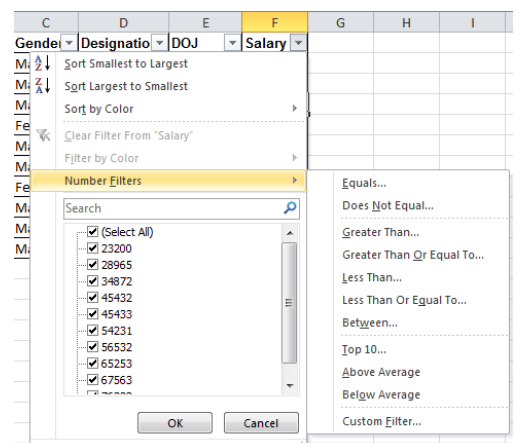 C D E F G H I
Gender Designatio DOJ Salary
Sort Smallest to Largest
Sort Largest to Smallest
Sort by Color
Clear Filter From "Salary"
Filter by Color
Number Filters
Search
(Select All)
23200
28965
34872
45432
45433
54231
56532
65253
67563
OK Cancel
Equals...
Does Not Equal...
Greater Than...
Greater Than Or Equal To...
Less Than...
Less Than Or Equal To...
Between...
Top 10...
Above Average
Below Average
Custom Filter...